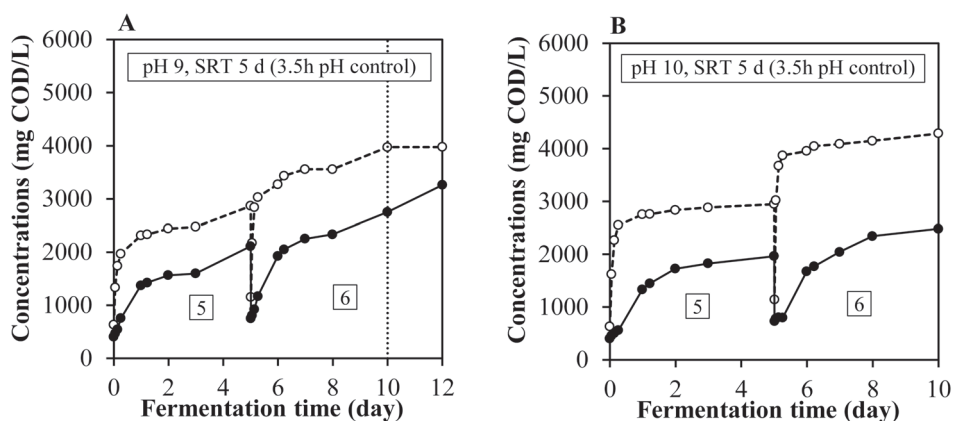 A
Concentrations (mg COD/L)
6000
5000
4000
3000
2000
1000
0
pH 9, SRT 5 d (3.5h pH control)
5
6
0 2 4 6 8 10 12
Fermentation time (day)
B
Concentrations (mg COD/L)
6000
5000
4000
3000
2000
1000
0
pH 10, SRT 5 d (3.5h pH control)
5
6
0 2 4 6 8 10
Fermentation time (day)